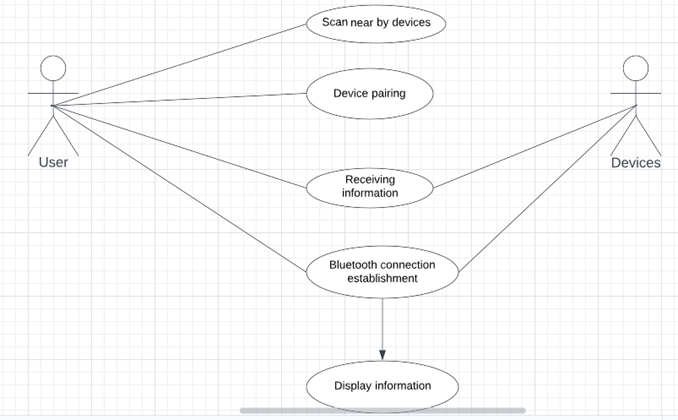 Scan near by devices
Device pairing
User
Devices
Receiving
information
Bluetooth connection
establishment
Display information